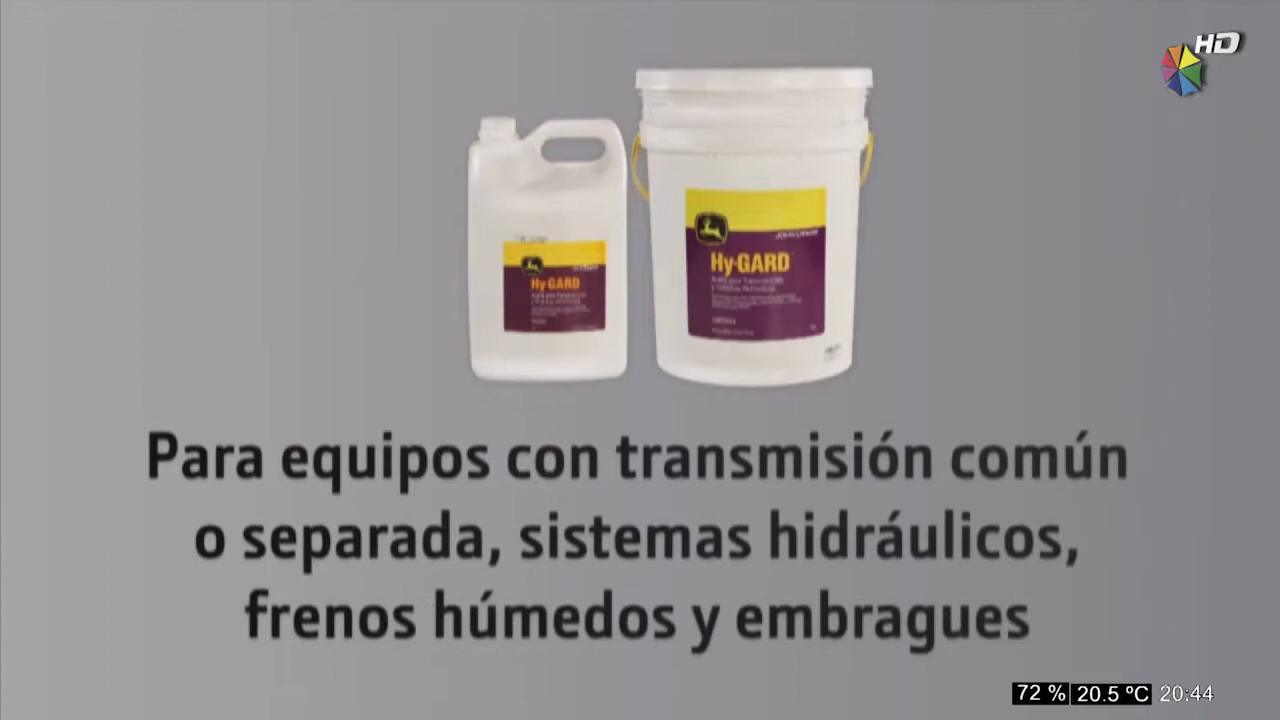 HD
Hy-GARD
Hy-GARD
Para equipos con transmisión común
o separada, sistemas hidráulicos,
frenos húmedos y embragues
72 % 20.5 ºC 20:44